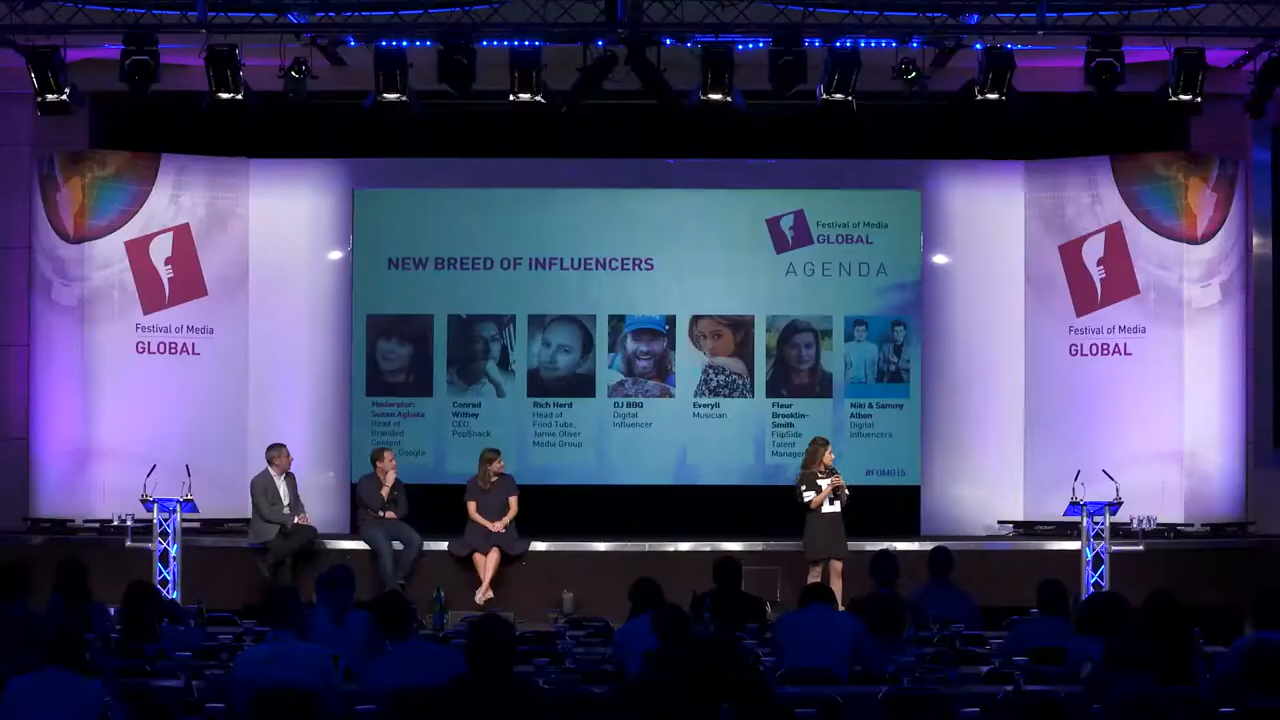 Festival of Media
GLOBAL
Festival of Media
GLOBAL
AGENDA
NEW BREED OF INFLUENCERS
Moderator:
Suzan Agliata
Head of
Branded
Content
Google
Conrad
Withey
CEO,
PopShack
Rich Herd
Head of
Food Tube,
Jamie Oliver
Media Group
DJ BBQ
Digital
Influencer
Everyll
Musician
Fleur
Brooklin-
Smith
FlipSide
Talent
Manager
Niki & Sammy
Albon
Digital
Influencers
#FOMG15
Festival of Media
GLOBAL